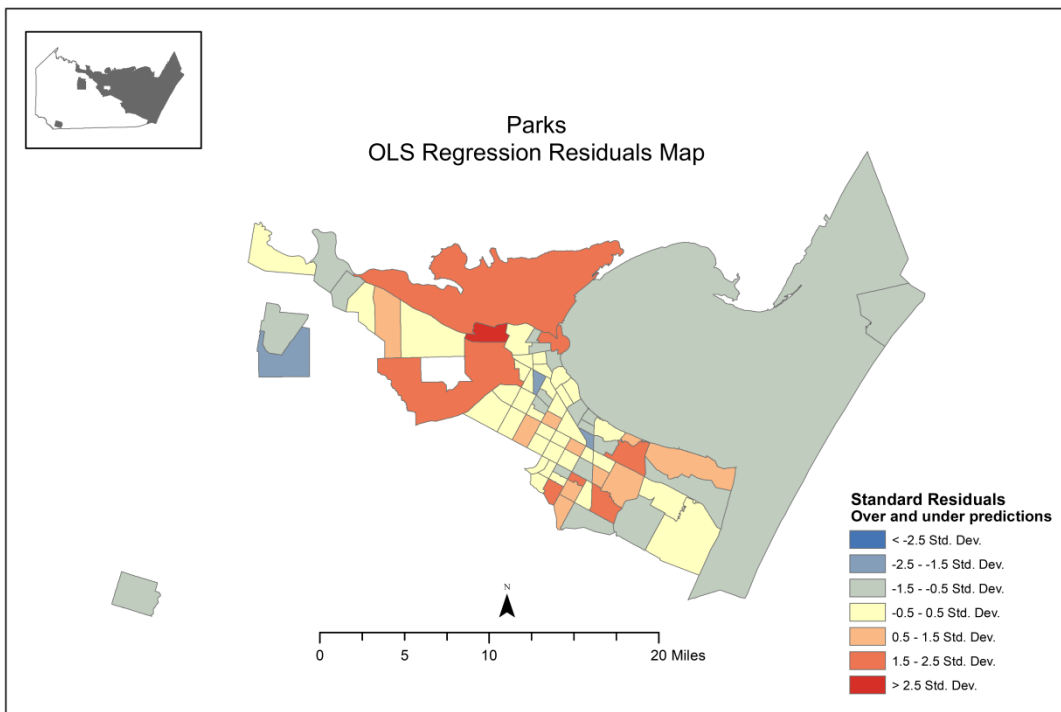 Parks
OLS Regression Residuals Map
Standard Residuals
Over and under predictions
< -2.5 Std. Dev.
-2.5 - -1.5 Std. Dev.
-1.5 - -0.5 Std. Dev.
-0.5 - 0.5 Std. Dev.
0.5 - 1.5 Std. Dev.
1.5 - 2.5 Std. Dev.
> 2.5 Std. Dev.
N
0 5 10 20 Miles